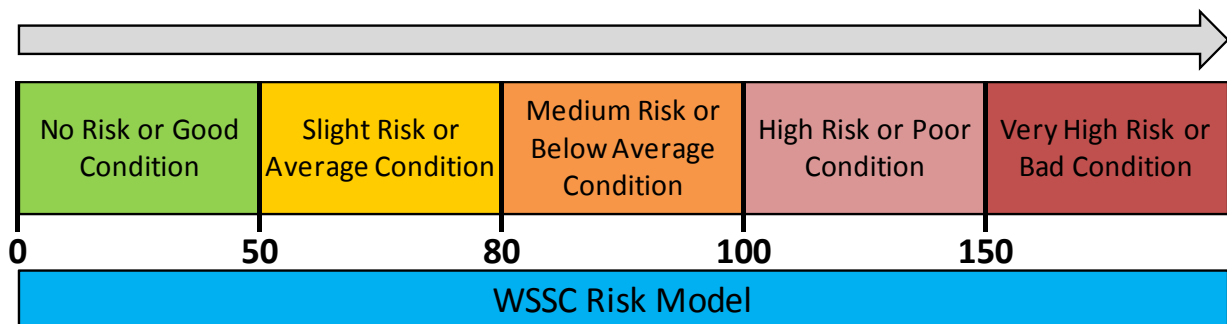 No Risk or Good
Condition
Slight Risk or
Average Condition
Medium Risk or
Below Average
Condition
High Risk or Poor
Condition
Very High Risk or
Bad Condition
0 50 80 100 150
WSSC Risk Model